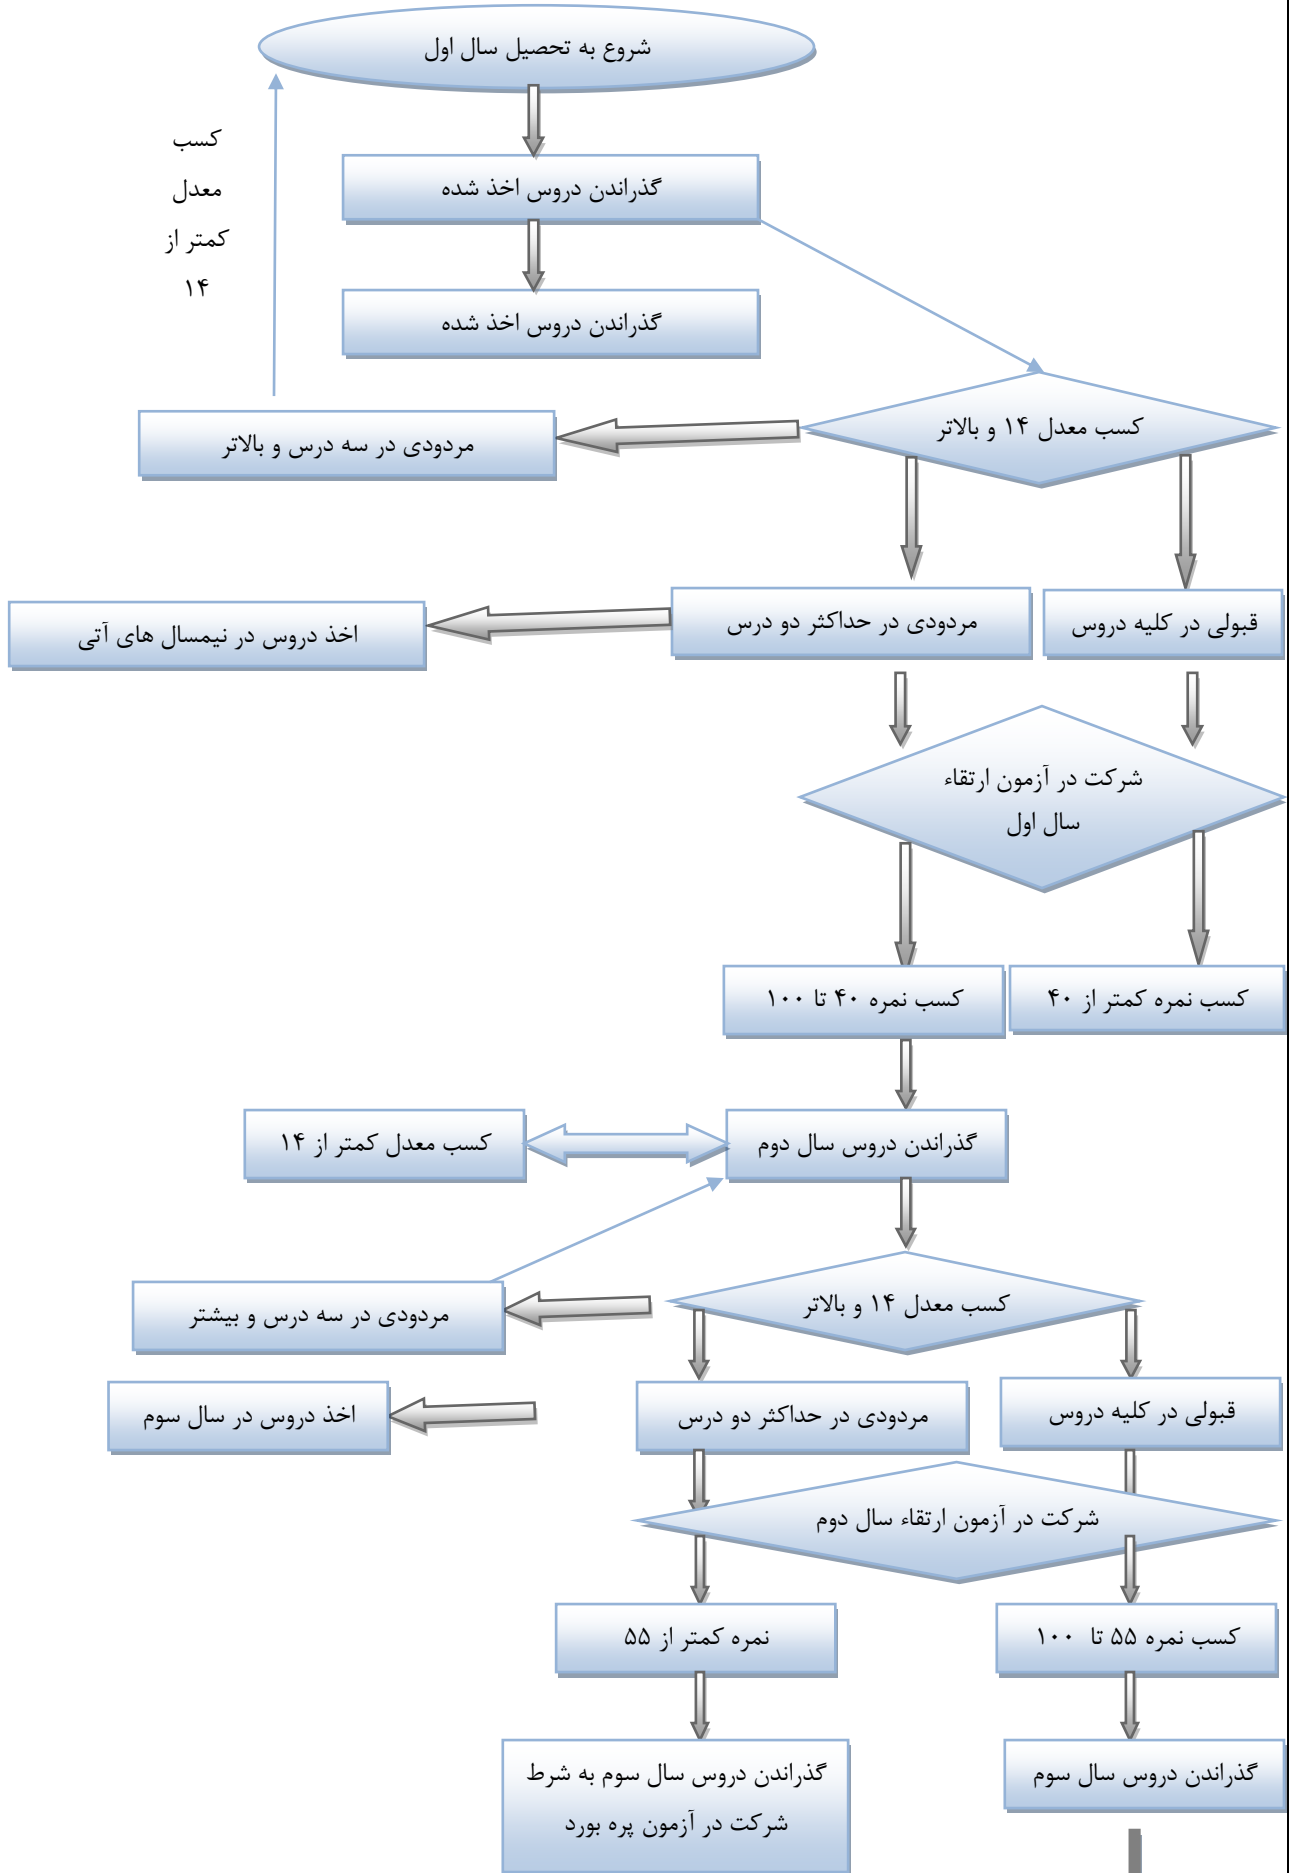 شروع به تحصیل سال اول
کسب
معدل
کمتر از
۱۴
گذراندن دروس اخذ شده
گذراندن دروس اخذ شده
کسب معدل ۱۴ و بالاتر
مردودی در سه درس و بالاتر
قبولی در کلیه دروس
مردودی در حداکثر دو درس
اخذ دروس در نیمسال های آتی
شرکت در آزمون ارتقاء
سال اول
کسب نمره کمتر از ۴۰
کسب نمره ۴۰ تا ۱۰۰
گذراندن دروس سال دوم
کسب معدل کمتر از ۱۴
کسب معدل ۱۴ و بالاتر
مردودی در سه درس و بیشتر
قبولی در کلیه دروس
مردودی در حداکثر دو درس
اخذ دروس در سال سوم
شرکت در آزمون ارتقاء سال دوم
کسب نمره ۵۵ تا ۱۰۰
نمره کمتر از ۵۵
گذراندن دروس سال سوم
گذراندن دروس سال سوم به شرط
شرکت در آزمون پره بورد